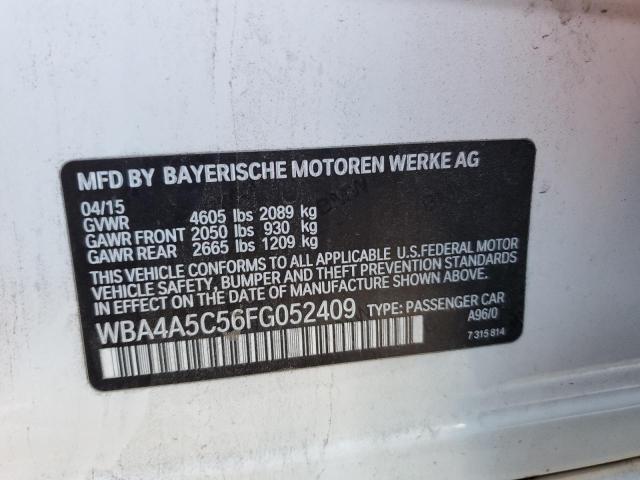 MFD BY BAYERISCHE MOTOREN WERKE AG
04/15
GVWR 4605 lbs 2089 kg
GAWR FRONT 2050 lbs 930 kg
GAWR REAR 2665 lbs 1209 kg
THIS VEHICLE CONFORMS TO ALL APPLICABLE U.S.FEDERAL MOTOR
VEHICLE SAFETY, BUMPER AND THEFT PREVENTION STANDARDS
IN EFFECT ON THE DATE OF MANUFACTURE SHOWN ABOVE.
WBA4A5C56FG052409 TYPE: PASSENGER CAR
A96/0
7 315 814